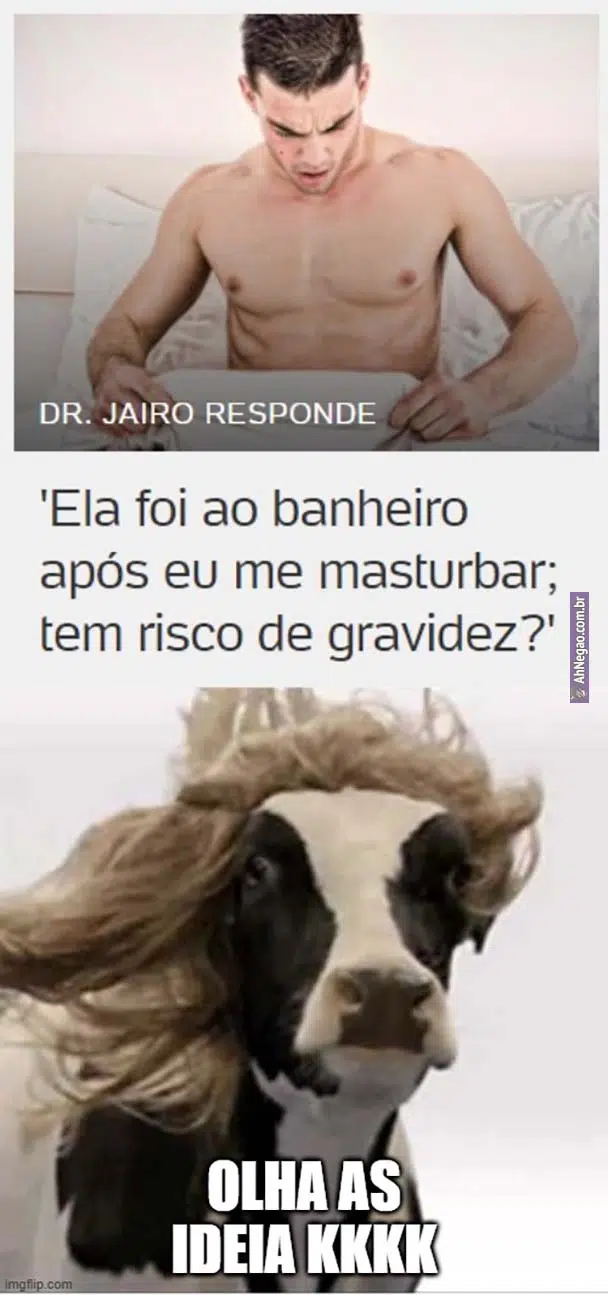 DR. JAIRO RESPONDE
'Ela foi ao banheiro
após eu me masturbar;
tem risco de gravidez?'
AhNegao.com.br
OLHA AS
IDEIA KKKK
imgflip.com